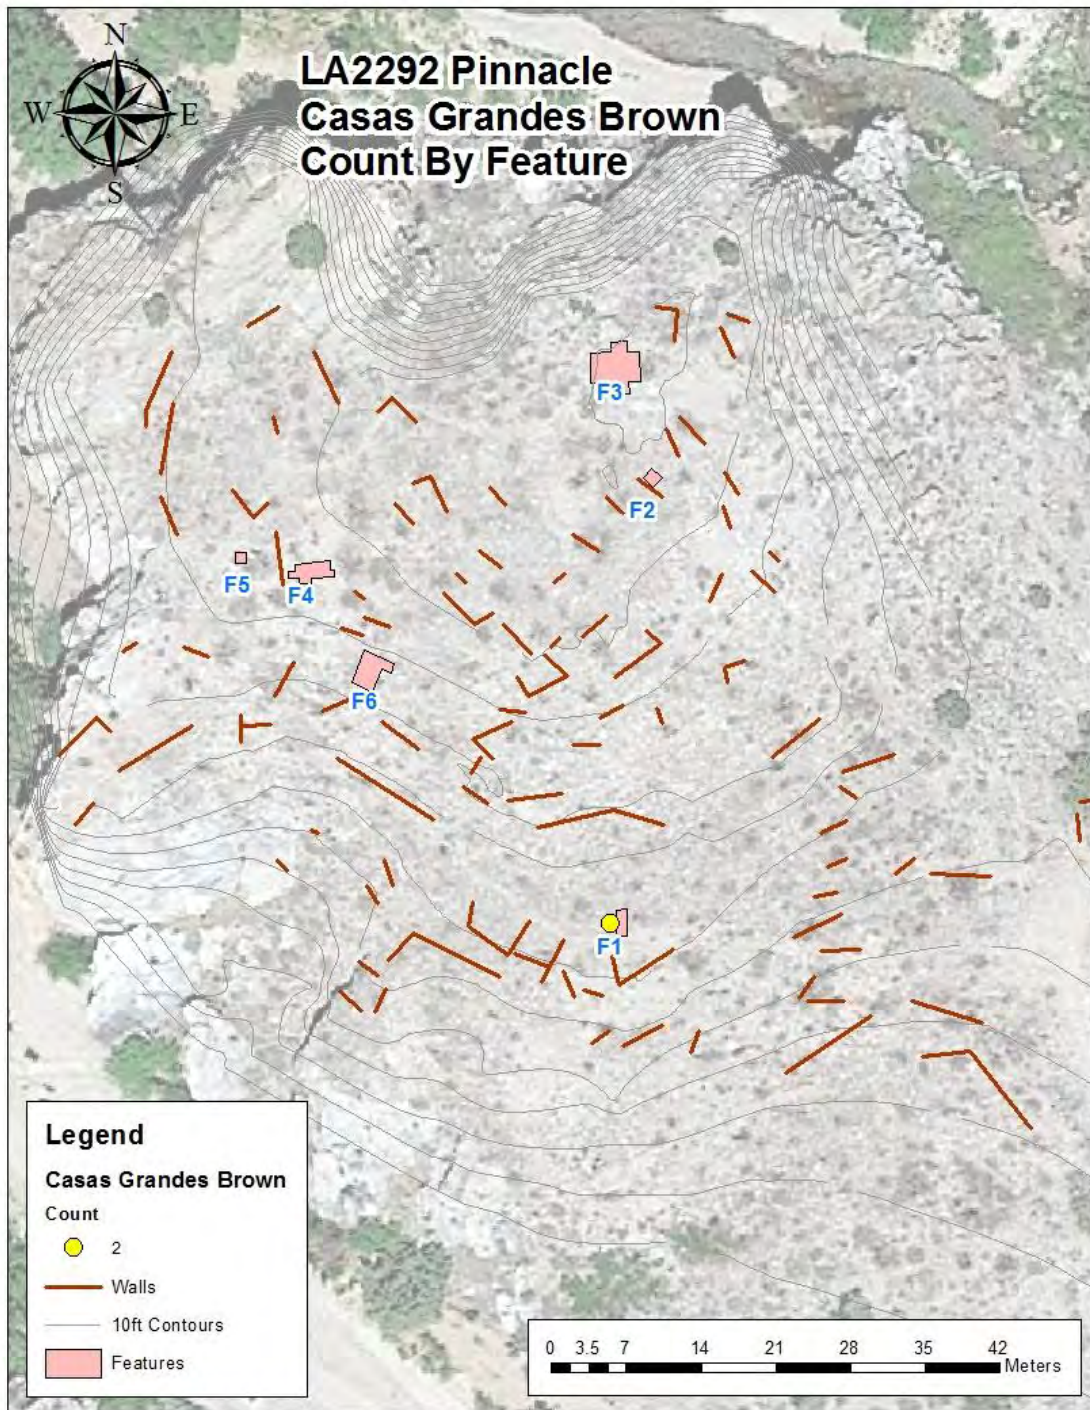 N
W E
S
LA2292 Pinnacle
Casas Grandes Brown
Count By Feature
F3
F2
F5
F4
F6
F1
Legend
Casas Grandes Brown
Count
2
Walls
10ft Contours
Features
0 3.5 7 14 21 28 35 42
Meters